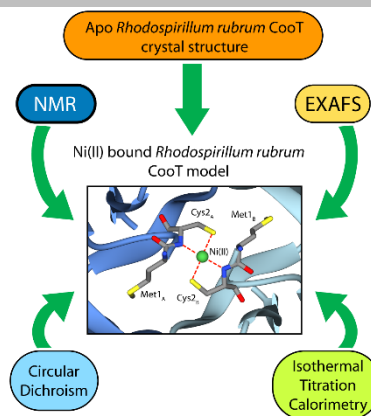 Apo Rhodospirillum rubrum CooT
crystal structure
NMR
EXAFS
Ni(II) bound Rhodospirillum rubrum
CooT model
Cys2A
Met1B
Ni(II)
Met1A
Cys2B
Circular
Dichroism
Isothermal
Titration
Calorimetry